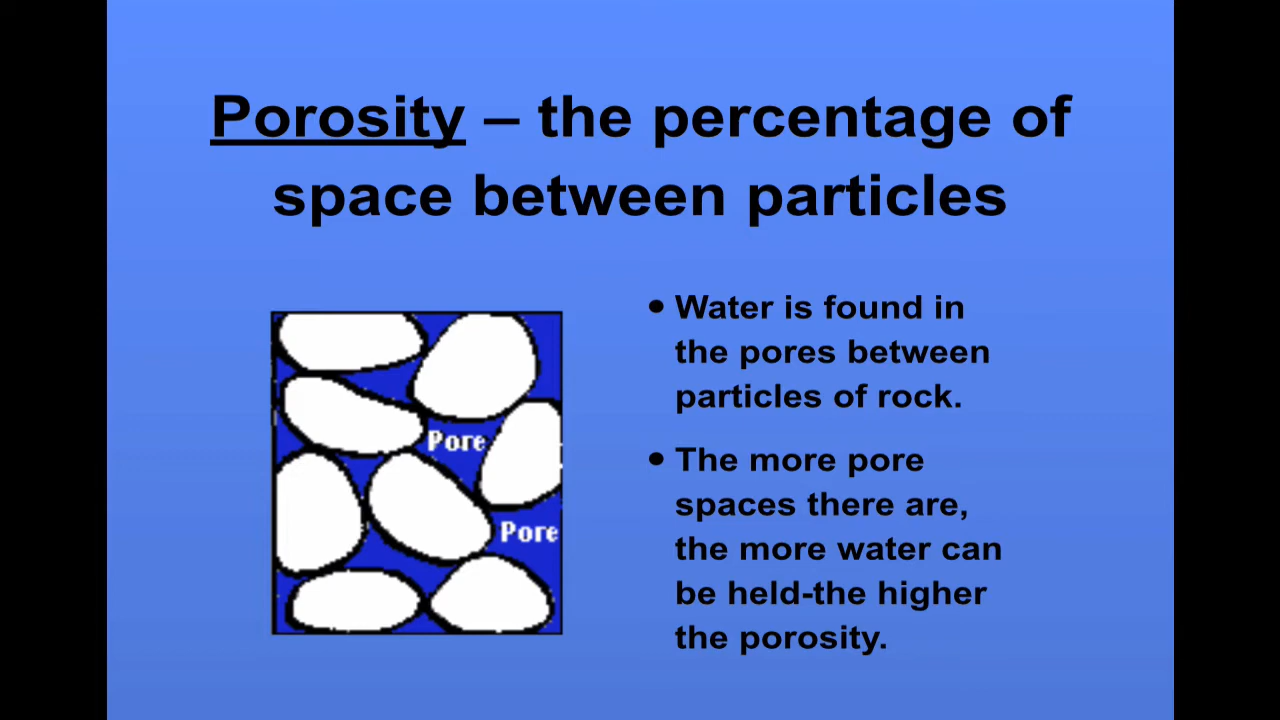 Porosity – the percentage of
space between particles
Pore
Pore
• Water is found in
the pores between
particles of rock.
• The more pore
spaces there are,
the more water can
be held-the higher
the porosity.